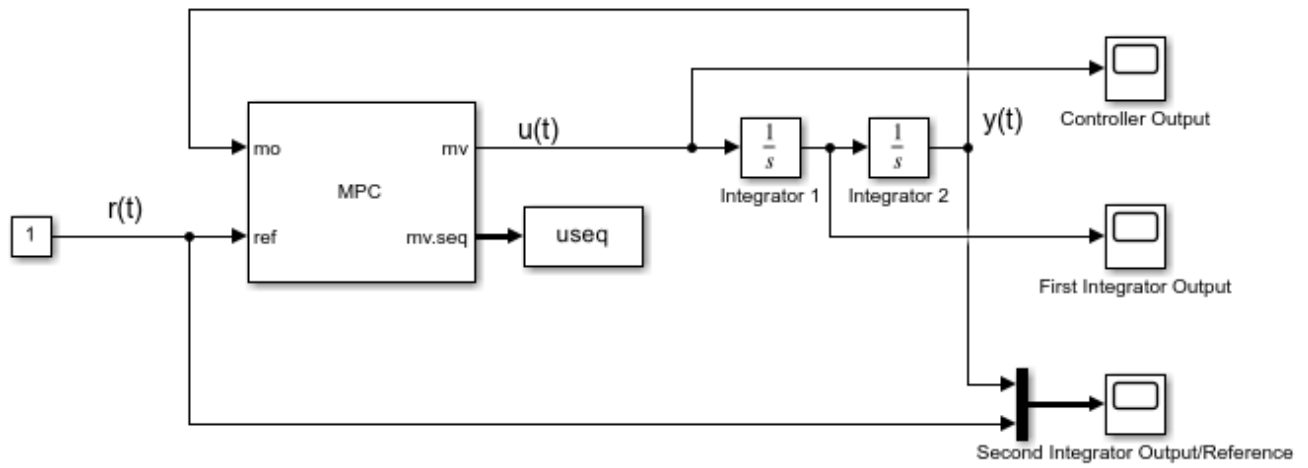 u(t)
y(t)
Controller Output
mo
mv
1
s
1
s
Integrator 1
Integrator 2
MPC
r(t)
1
ref
mv.seq
useq
First Integrator Output
Second Integrator Output/Reference